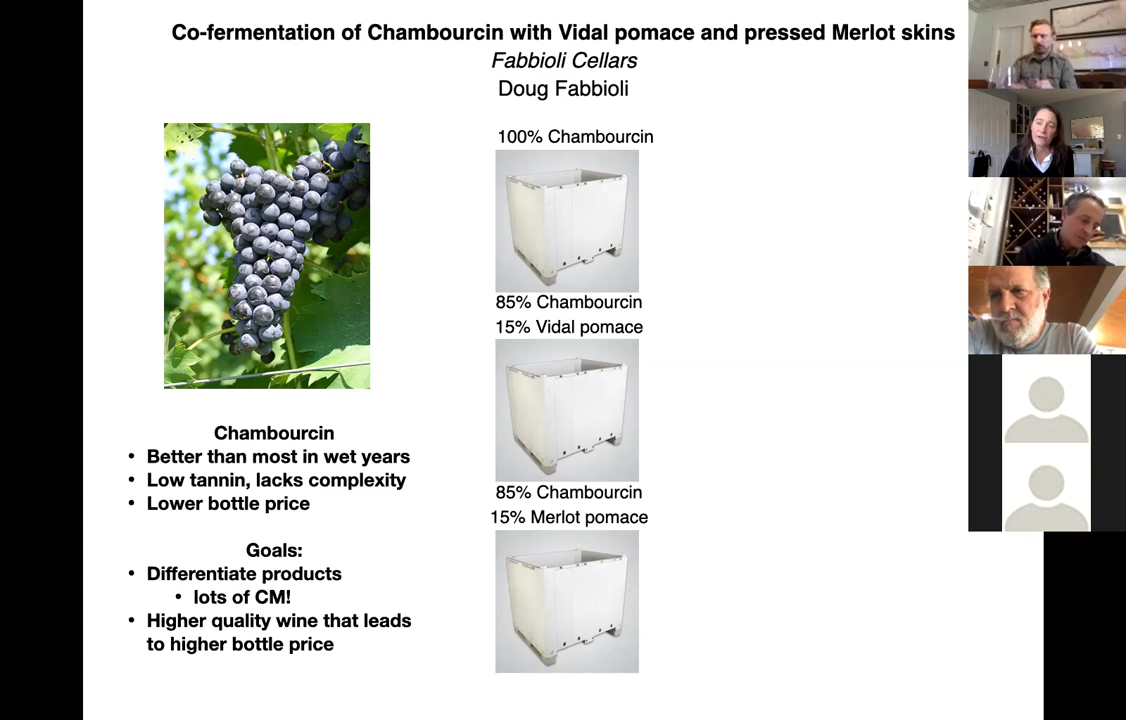 Co-fermentation of Chambourcin with Vidal pomace and pressed Merlot skins
Fabbioli Cellars
Doug Fabbioli
100% Chambourcin
85% Chambourcin
15% Vidal pomace
85% Chambourcin
15% Merlot pomace
Chambourcin
• Better than most in wet years
• Low tannin, lacks complexity
• Lower bottle price
Goals:
• Differentiate products
• lots of CM!
• Higher quality wine that leads
to higher bottle price